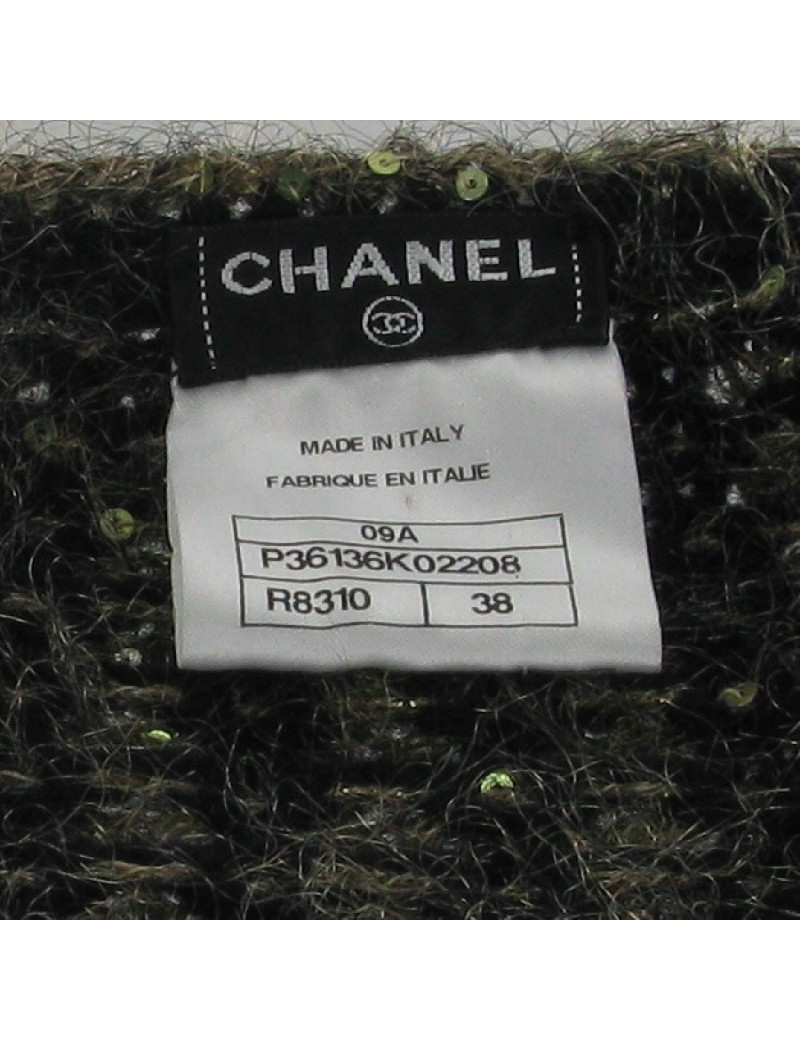 CHANEL
MADE IN ITALY
FABRIQUE EN ITALIE
09A
P36136K02208
R8310 38